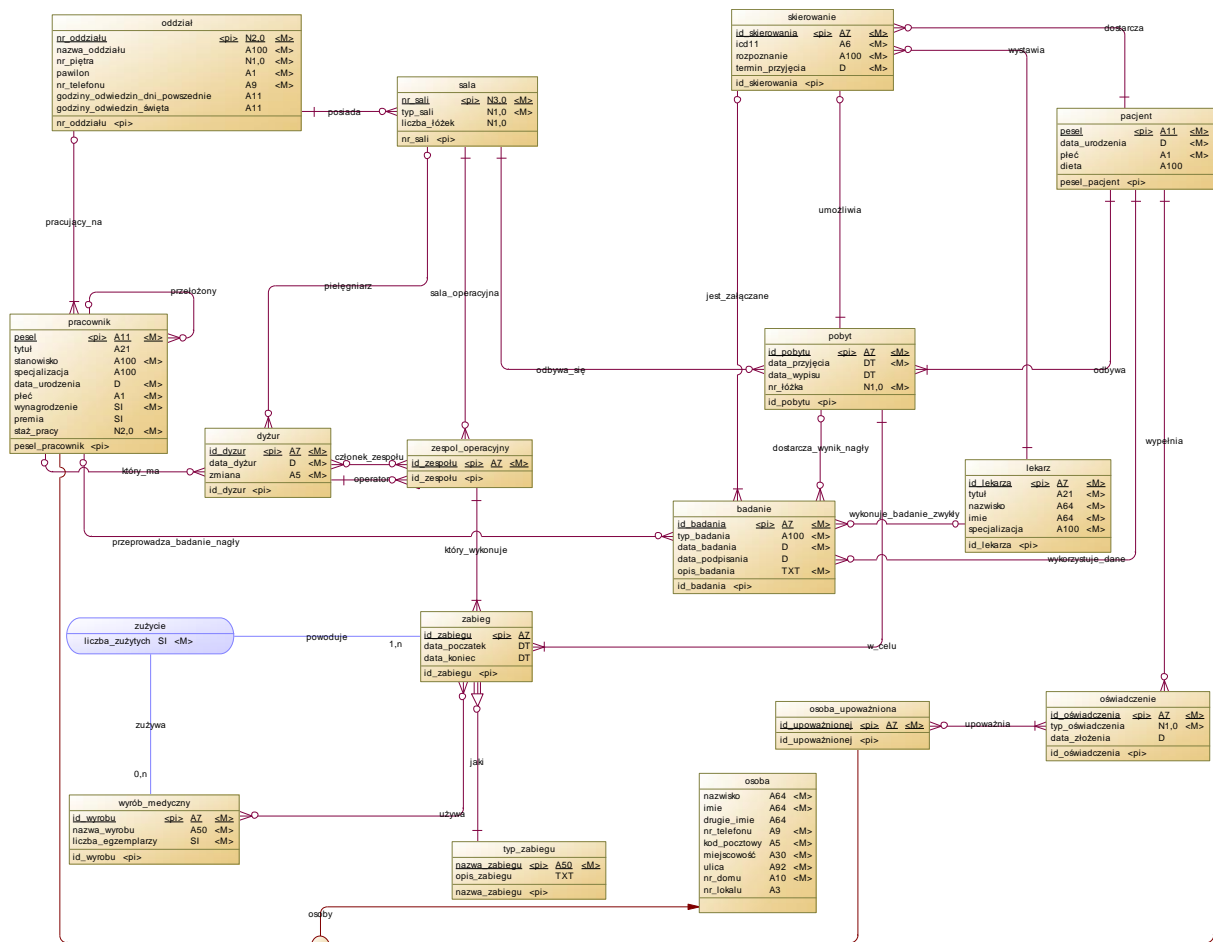 oddział
nr_oddziału <pi> N2,0 <M>
nazwa_oddziału A100 <M>
nr_piętra N1,0 <M>
pawilon A1 <M>
nr_telefonu A9 <M>
godziny_odwiedzin_dni_powszednie A11
godziny_odwiedzin_święta A11
nr_oddziału <pi>
sala
nr_sali <pi> N3,0 <M>
typ_sali N1,0 <M>
liczba_łóżek N1,0
nr_sali <pi>
posiada
skierowanie
id_skierowania <pi> A7 <M>
icd11 A6 <M>
rozpoznanie A100 <M>
termin_przyjęcia D <M>
id_skierowania <pi>
dostarcza
wystawia
pacjent
pesel <pi> A11 <M>
data_urodzenia D <M>
płeć A1 <M>
dieta A100
pesel_pacjent <pi>
pracujący_na
umożliwia
przełożony
pielęgniarz
sala_operacyjna
jest_załączane
pracownik
pesel <pi> A11 <M>
tytuł A21
stanowisko A100 <M>
specjalizacja A100
data_urodzenia D <M>
płeć A1 <M>
wynagrodzenie SI <M>
premia SI
staż_pracy N2,0 <M>
pesel_pracownik <pi>
pobyt
id_pobytu <pi> A7 <M>
data_przyjęcia DT <M>
data_wypisu DT
nr_łóżka N1,0 <M>
id_pobytu <pi>
odbywa_się
odbywa
dyżur
id_dyzur <pi> A7 <M>
data_dyżur D <M>
zmiana A5 <M>
id_dyzur <pi>
który_ma
członek_zespołu
operator
zespol_operacyjny
id_zespołu <pi> A7 <M>
id_zespołu <pi>
dostarcza_wynik_nagły
wypełnia
lekarz
id_lekarza <pi> A7 <M>
tytuł A21 <M>
nazwisko A64 <M>
imie A64 <M>
specjalizacja A100 <M>
id_lekarza <pi>
badanie
id_badania <pi> A7 <M>
typ_badania A100 <M>
data_badania D <M>
data_podpisania D
opis_badania TXT <M>
id_badania <pi>
wykonuje_badanie_zwykły
wykorzystuje_dane
przeprowadza_badanie_nagły
który_wykonuje
zużycie
liczba_zużytych SI <M>
powoduje
1,n
zabieg
id_zabiegu <pi> A7
data_poczatek DT
data_koniec DT
id_zabiegu <pi>
w_celu
osoba_upoważniona
id_upoważnionej <pi> A7 <M>
id_upoważnionej <pi>
upoważnia
oświadczenie
id_oświadczenia <pi> A7 <M>
typ_oświadczenia N1,0 <M>
data_złożenia D
id_oświadczenia <pi>
zużywa
0,n
jaki
używa
wyrób_medyczny
id_wyrobu <pi> A7 <M>
nazwa_wyrobu A50 <M>
liczba_egzemplarzy SI <M>
id_wyrobu <pi>
typ_zabiegu
nazwa_zabiegu <pi> A50 <M>
opis_zabiegu TXT
nazwa_zabiegu <pi>
osoba
nazwisko A64 <M>
imie A64 <M>
drugie_imie A64
nr_telefonu A9 <M>
kod_pocztowy A5 <M>
miejscowość A30 <M>
ulica A92 <M>
nr_domu A10 <M>
nr_lokalu A3
osoby